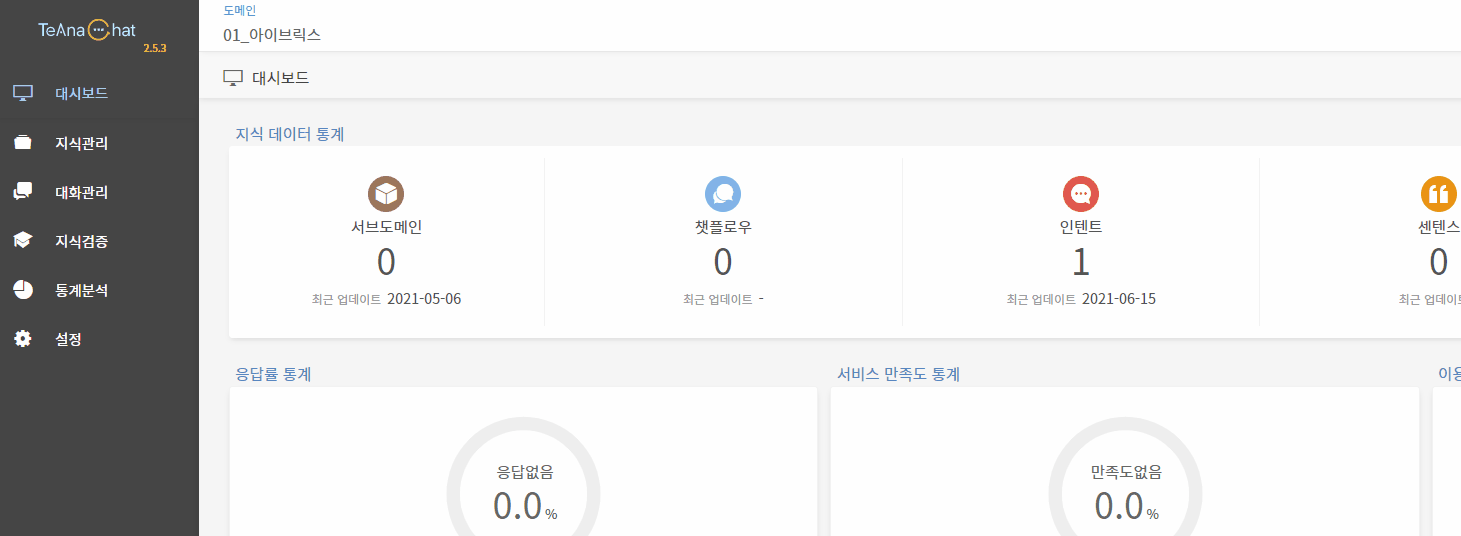 TeAna Chat
2.5.3
대시보드
지식관리
대화관리
지식검증
통계분석
설정
도메인
01_아이브릭스
대시보드
지식 데이터 통계
서브도메인
0
최근 업데이트 2021-05-06
챗플로우
0
최근 업데이트 -
인텐트
1
최근 업데이트 2021-06-15
센텐스
0
최근 업데이트
응답률 통계
응답없음
0.0 %
서비스 만족도 통계
만족도없음
0.0 %
이용